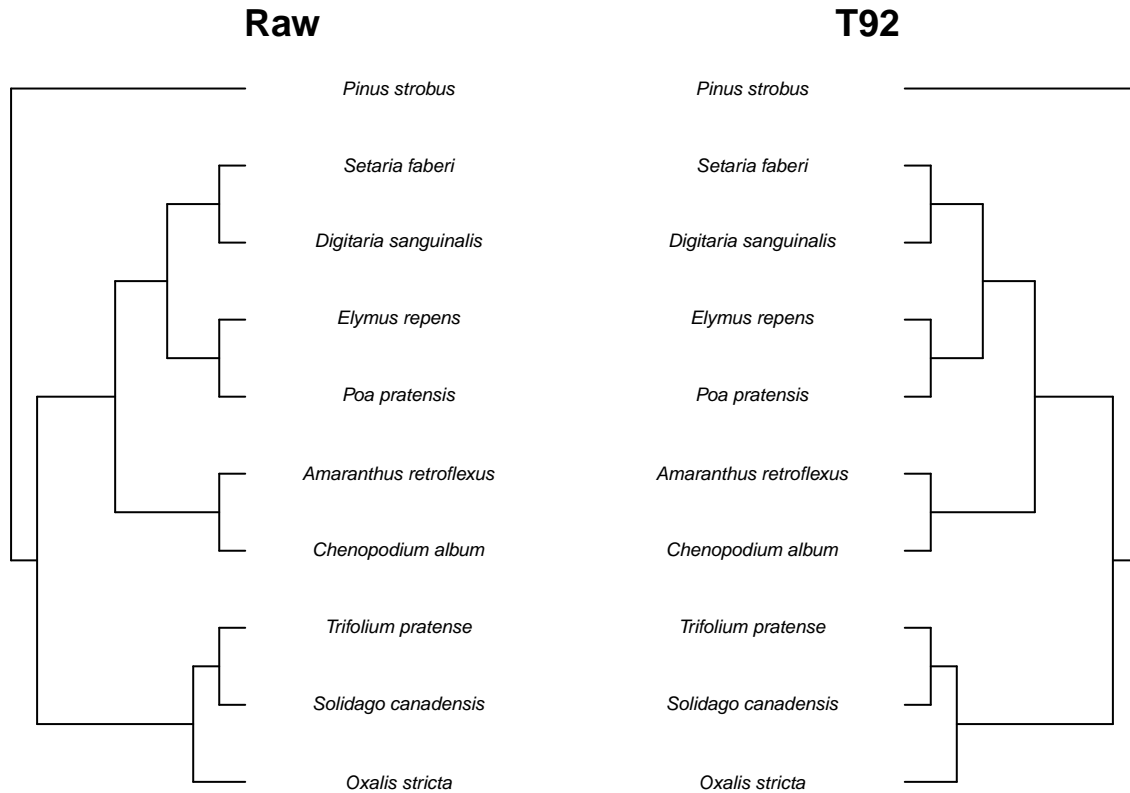 Raw T92
Pinus strobus Pinus strobus
Setaria faberi Setaria faberi
Digitaria sanguinalis Digitaria sanguinalis
Elymus repens Elymus repens
Poa pratensis Poa pratensis
Amaranthus retroflexus Amaranthus retroflexus
Chenopodium album Chenopodium album
Trifolium pratense Trifolium pratense
Solidago canadensis Solidago canadensis
Oxalis stricta Oxalis stricta